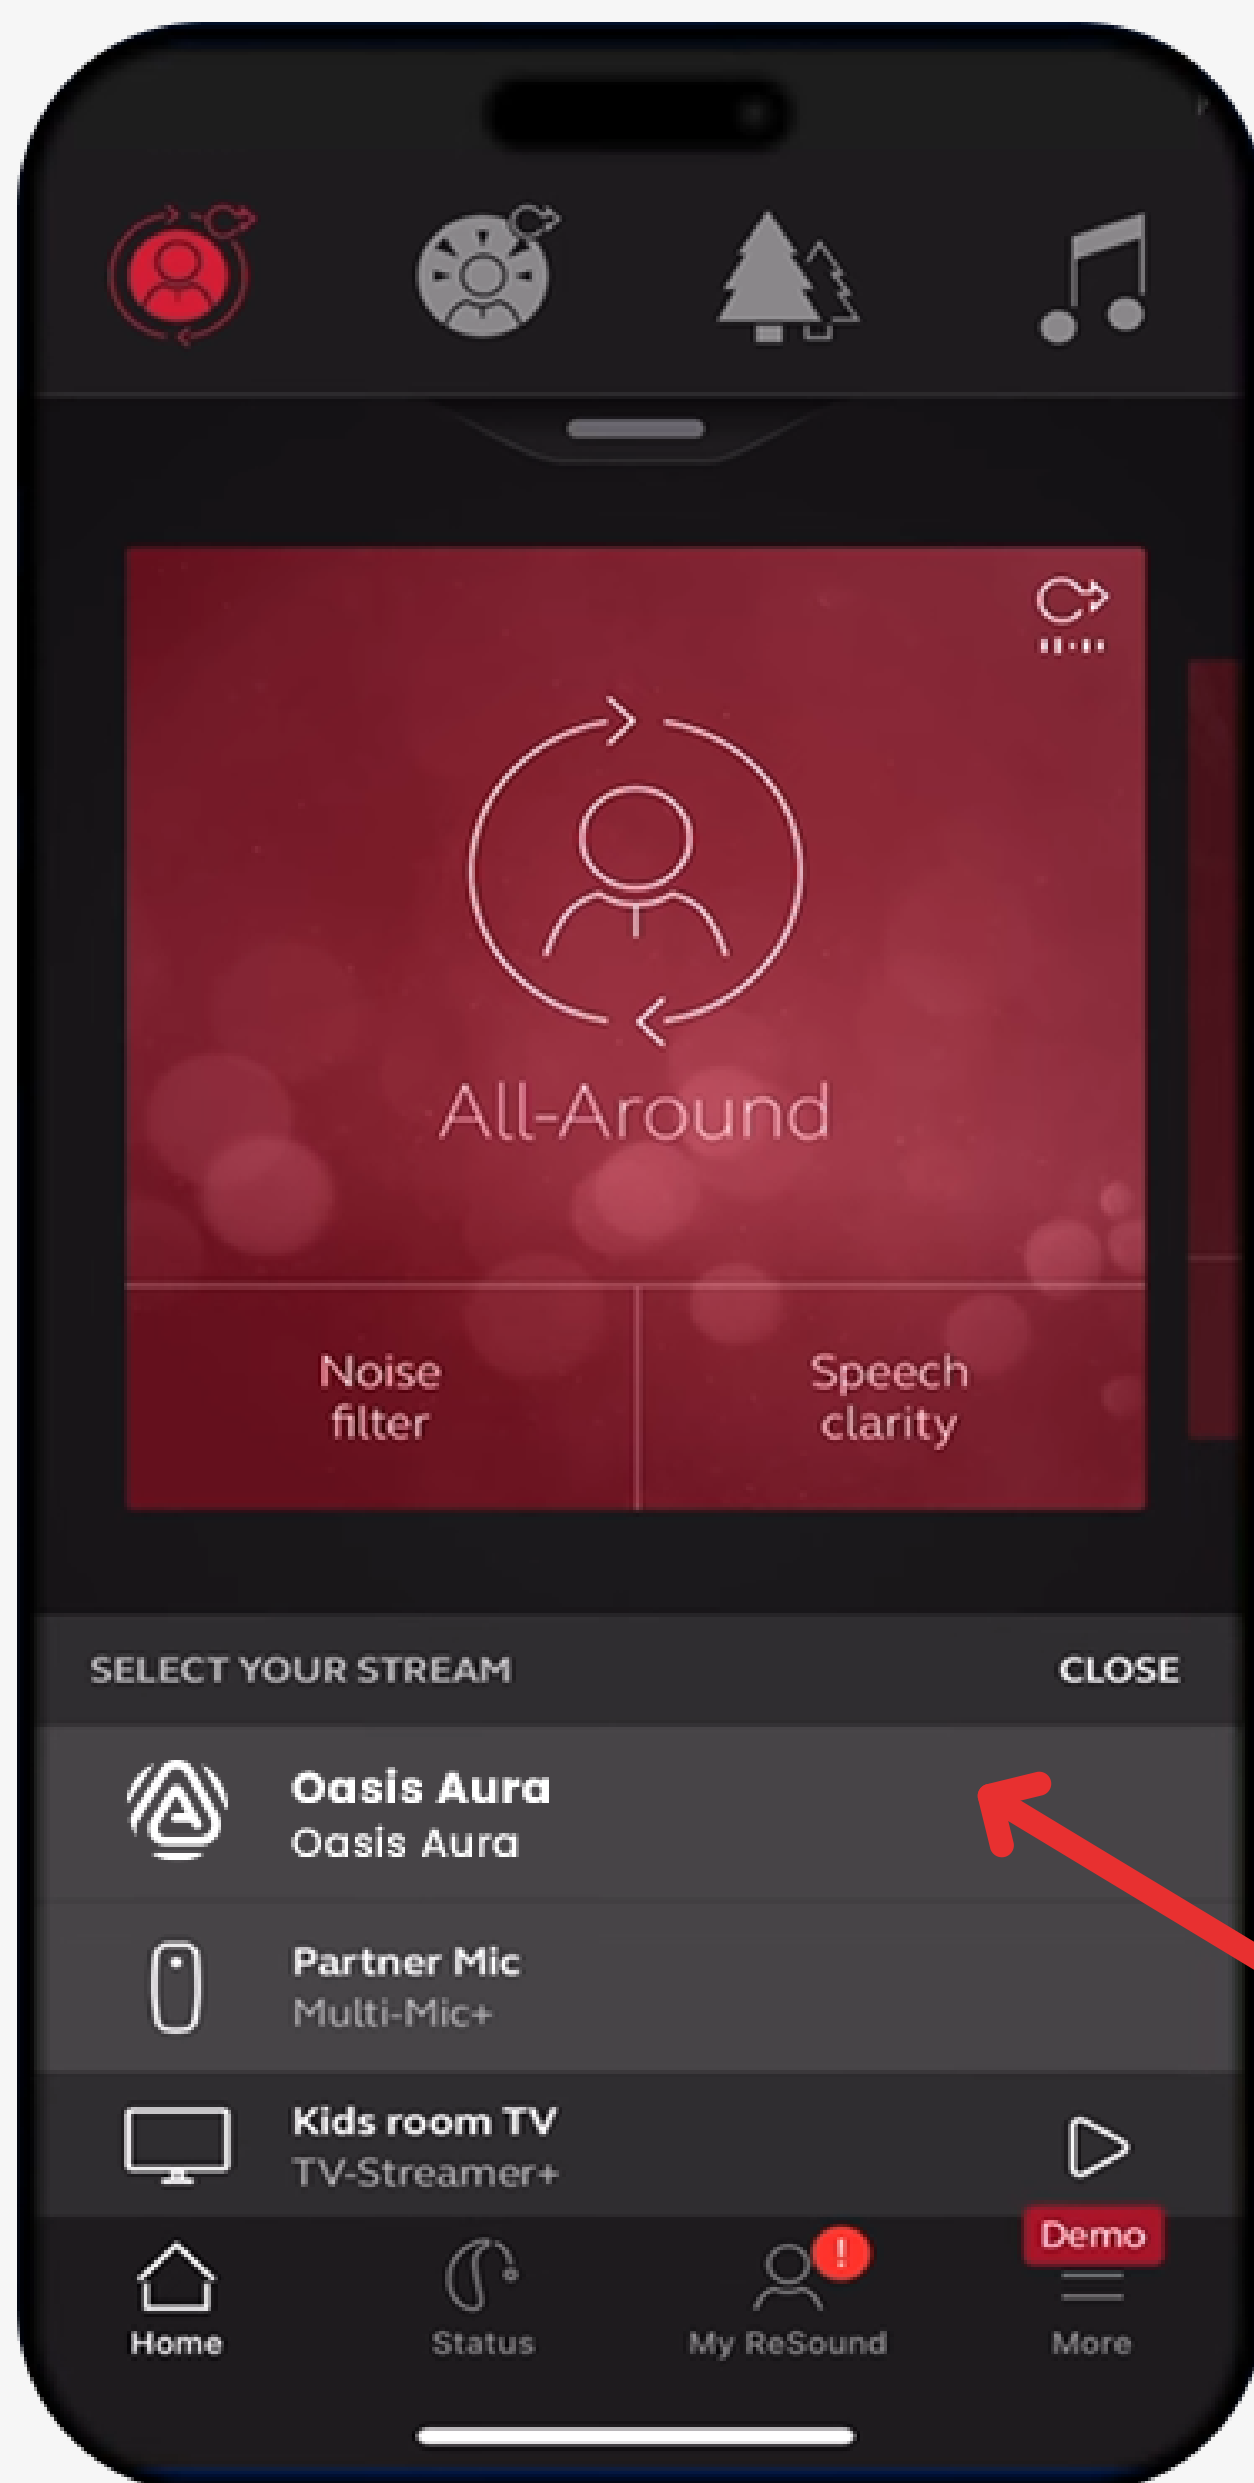 All-Around
Noise
filter
Speech
clarity
SELECT YOUR STREAM
CLOSE
Oasis Aura
Oasis Aura
Partner Mic
Multi-Mic+
Kids room TV
TV-Streamer+
Demo
Home
Status
My ReSound
!
More